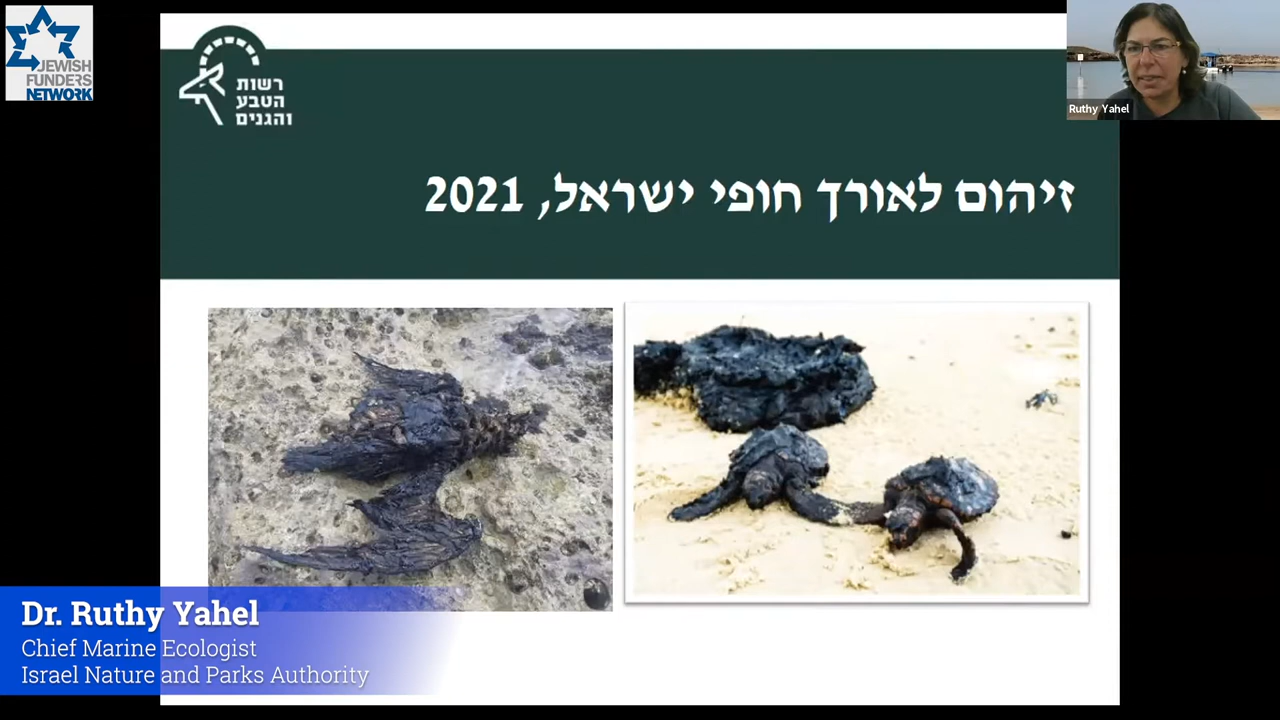 JEWISH
FUNDERS
NETWORK
רשות
הטבע
והגנים
Ruthy Yahel
זיהום לאורך חופי ישראל, 2021
Dr. Ruthy Yahel
Chief Marine Ecologist
Israel Nature and Parks Authority